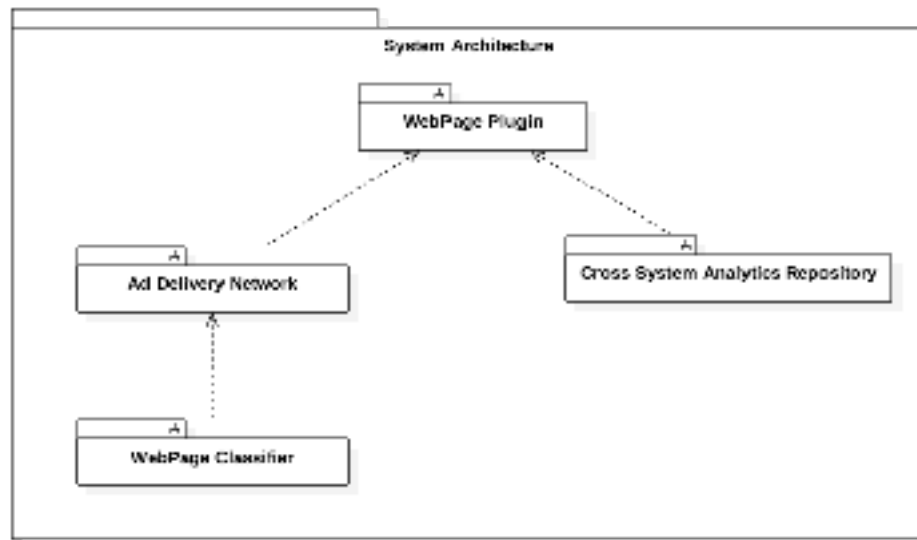 System Architecture
A
WebPage Plugin
A
Ad Delivery Network
A
Cross System Analytics Repository
A
WebPage Classifier